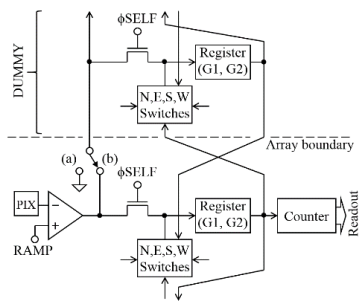 DUMMY
ϕSELF
Register
(G1, G2)
N,E,S,W
Switches
Array boundary
(a)
(b)
ϕSELF
PIX
−
+
RAMP
Register
(G1, G2)
Counter
Readout
N,E,S,W
Switches